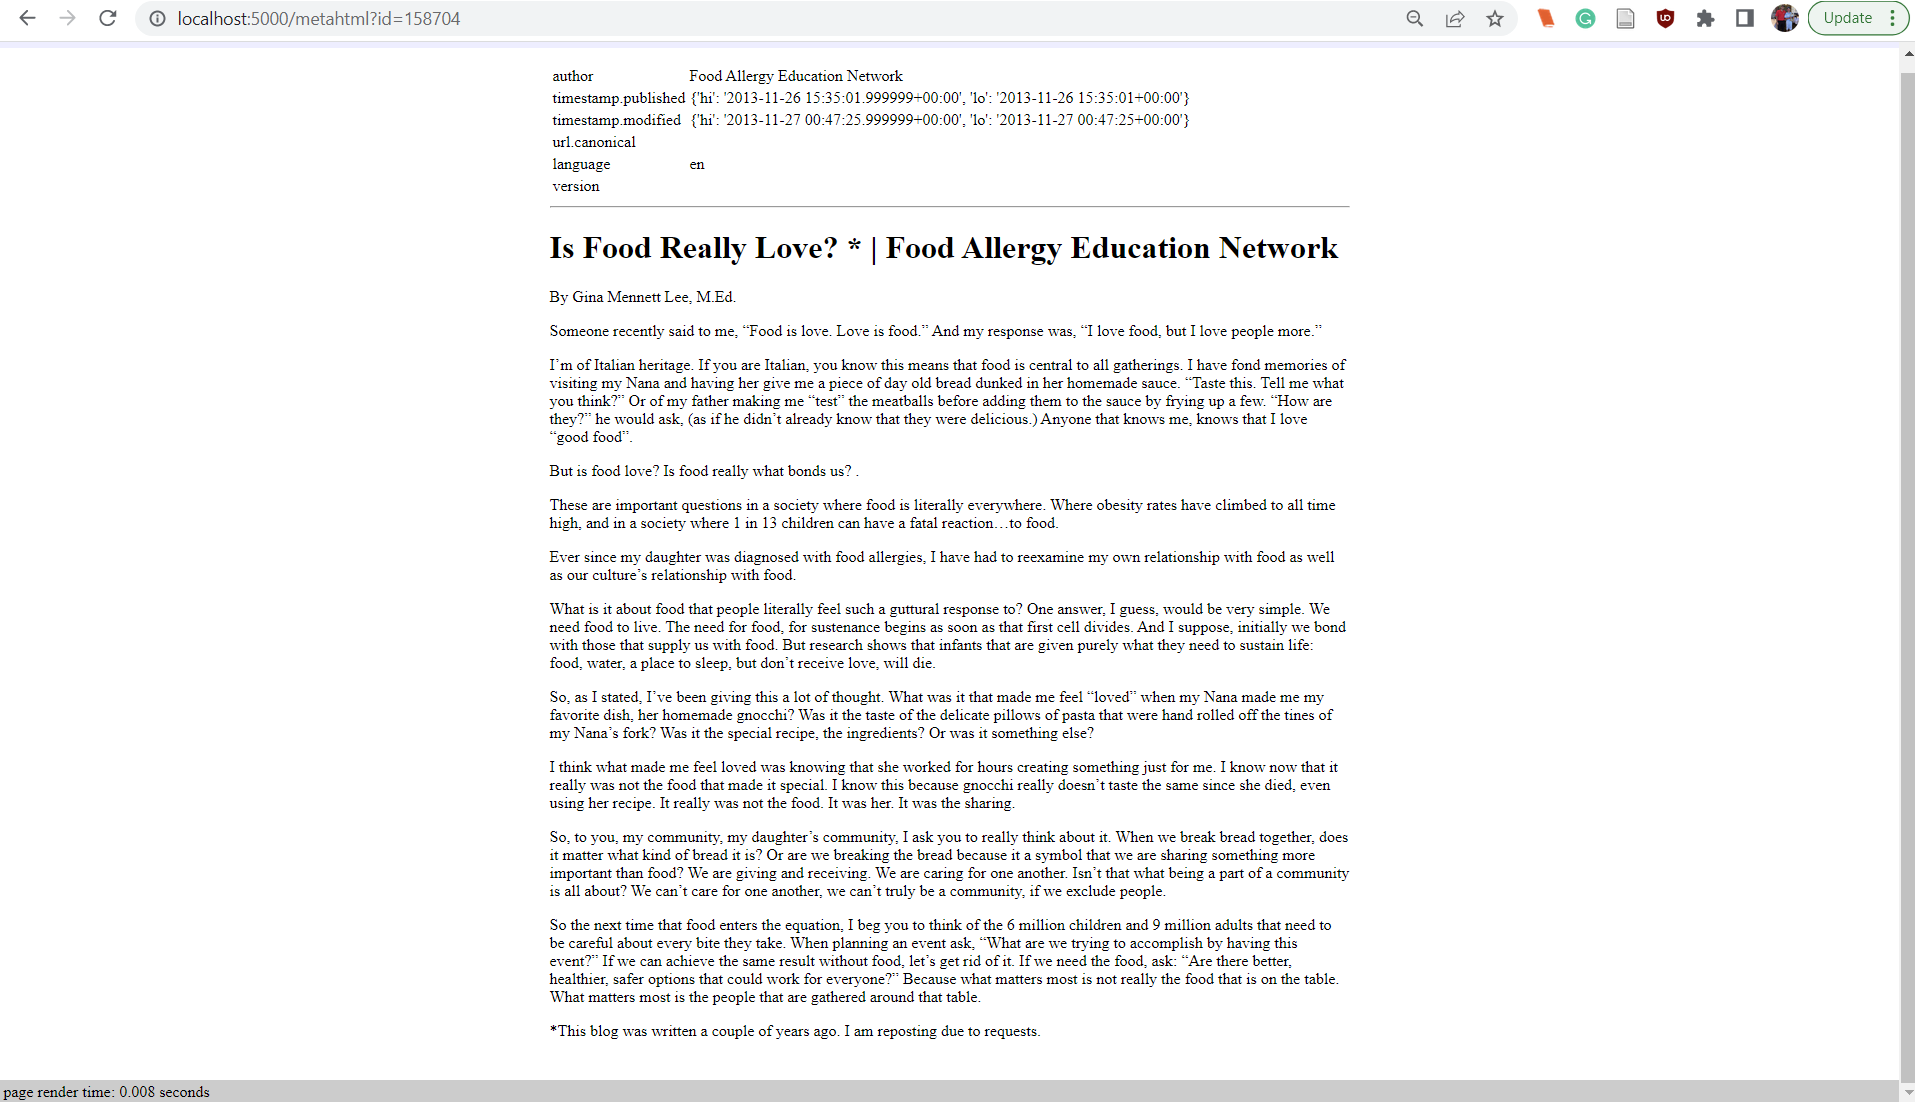 localhost:5000/metahtml?id=158704
Update
author Food Allergy Education Network
timestamp.published {'hi': '2013-11-26 15:35:01.999999+00:00', 'lo': '2013-11-26 15:35:01+00:00'}
timestamp.modified {'hi': '2013-11-27 00:47:25.999999+00:00', 'lo': '2013-11-27 00:47:25+00:00'}
url.canonical
language en
version
Is Food Really Love? * | Food Allergy Education Network
By Gina Mennett Lee, M.Ed.
Someone recently said to me, “Food is love. Love is food.” And my response was, “I love food, but I love people more.”
I’m of Italian heritage. If you are Italian, you know this means that food is central to all gatherings. I have fond memories of
visiting my Nana and having her give me a piece of day old bread dunked in her homemade sauce. “Taste this. Tell me what
you think?” Or of my father making me “test” the meatballs before adding them to the sauce by frying up a few. “How are
they?” he would ask, (as if he didn’t already know that they were delicious.) Anyone that knows me, knows that I love
“good food”.
But is food love? Is food really what bonds us? .
These are important questions in a society where food is literally everywhere. Where obesity rates have climbed to all time
high, and in a society where 1 in 13 children can have a fatal reaction…to food.
Ever since my daughter was diagnosed with food allergies, I have had to reexamine my own relationship with food as well
as our culture’s relationship with food.
What is it about food that people literally feel such a guttural response to? One answer, I guess, would be very simple. We
need food to live. The need for food, for sustenance begins as soon as that first cell divides. And I suppose, initially we bond
with those that supply us with food. But research shows that infants that are given purely what they need to sustain life:
food, water, a place to sleep, but don’t receive love, will die.
So, as I stated, I’ve been giving this a lot of thought. What was it that made me feel “loved” when my Nana made me my
favorite dish, her homemade gnocchi? Was it the taste of the delicate pillows of pasta that were hand rolled off the tines of
my Nana’s fork? Was it the special recipe, the ingredients? Or was it something else?
I think what made me feel loved was knowing that she worked for hours creating something just for me. I know now that it
really was not the food that made it special. I know this because gnocchi really doesn’t taste the same since she died, even
using her recipe. It really was not the food. It was her. It was the sharing.
So, to you, my community, my daughter’s community, I ask you to really think about it. When we break bread together, does
it matter what kind of bread it is? Or are we breaking the bread because it a symbol that we are sharing something more
important than food? We are giving and receiving. We are caring for one another. Isn’t that what being a part of a community
is all about? We can’t care for one another, we can’t truly be a community, if we exclude people.
So the next time that food enters the equation, I beg you to think of the 6 million children and 9 million adults that need to
be careful about every bite they take. When planning an event ask, “What are we trying to accomplish by having this
event?” If we can achieve the same result without food, let’s get rid of it. If we need the food, ask: “Are there better,
healthier, safer options that could work for everyone?” Because what matters most is not really the food that is on the table.
What matters most is the people that are gathered around that table.
*This blog was written a couple of years ago. I am reposting due to requests.
page render time: 0.008 seconds